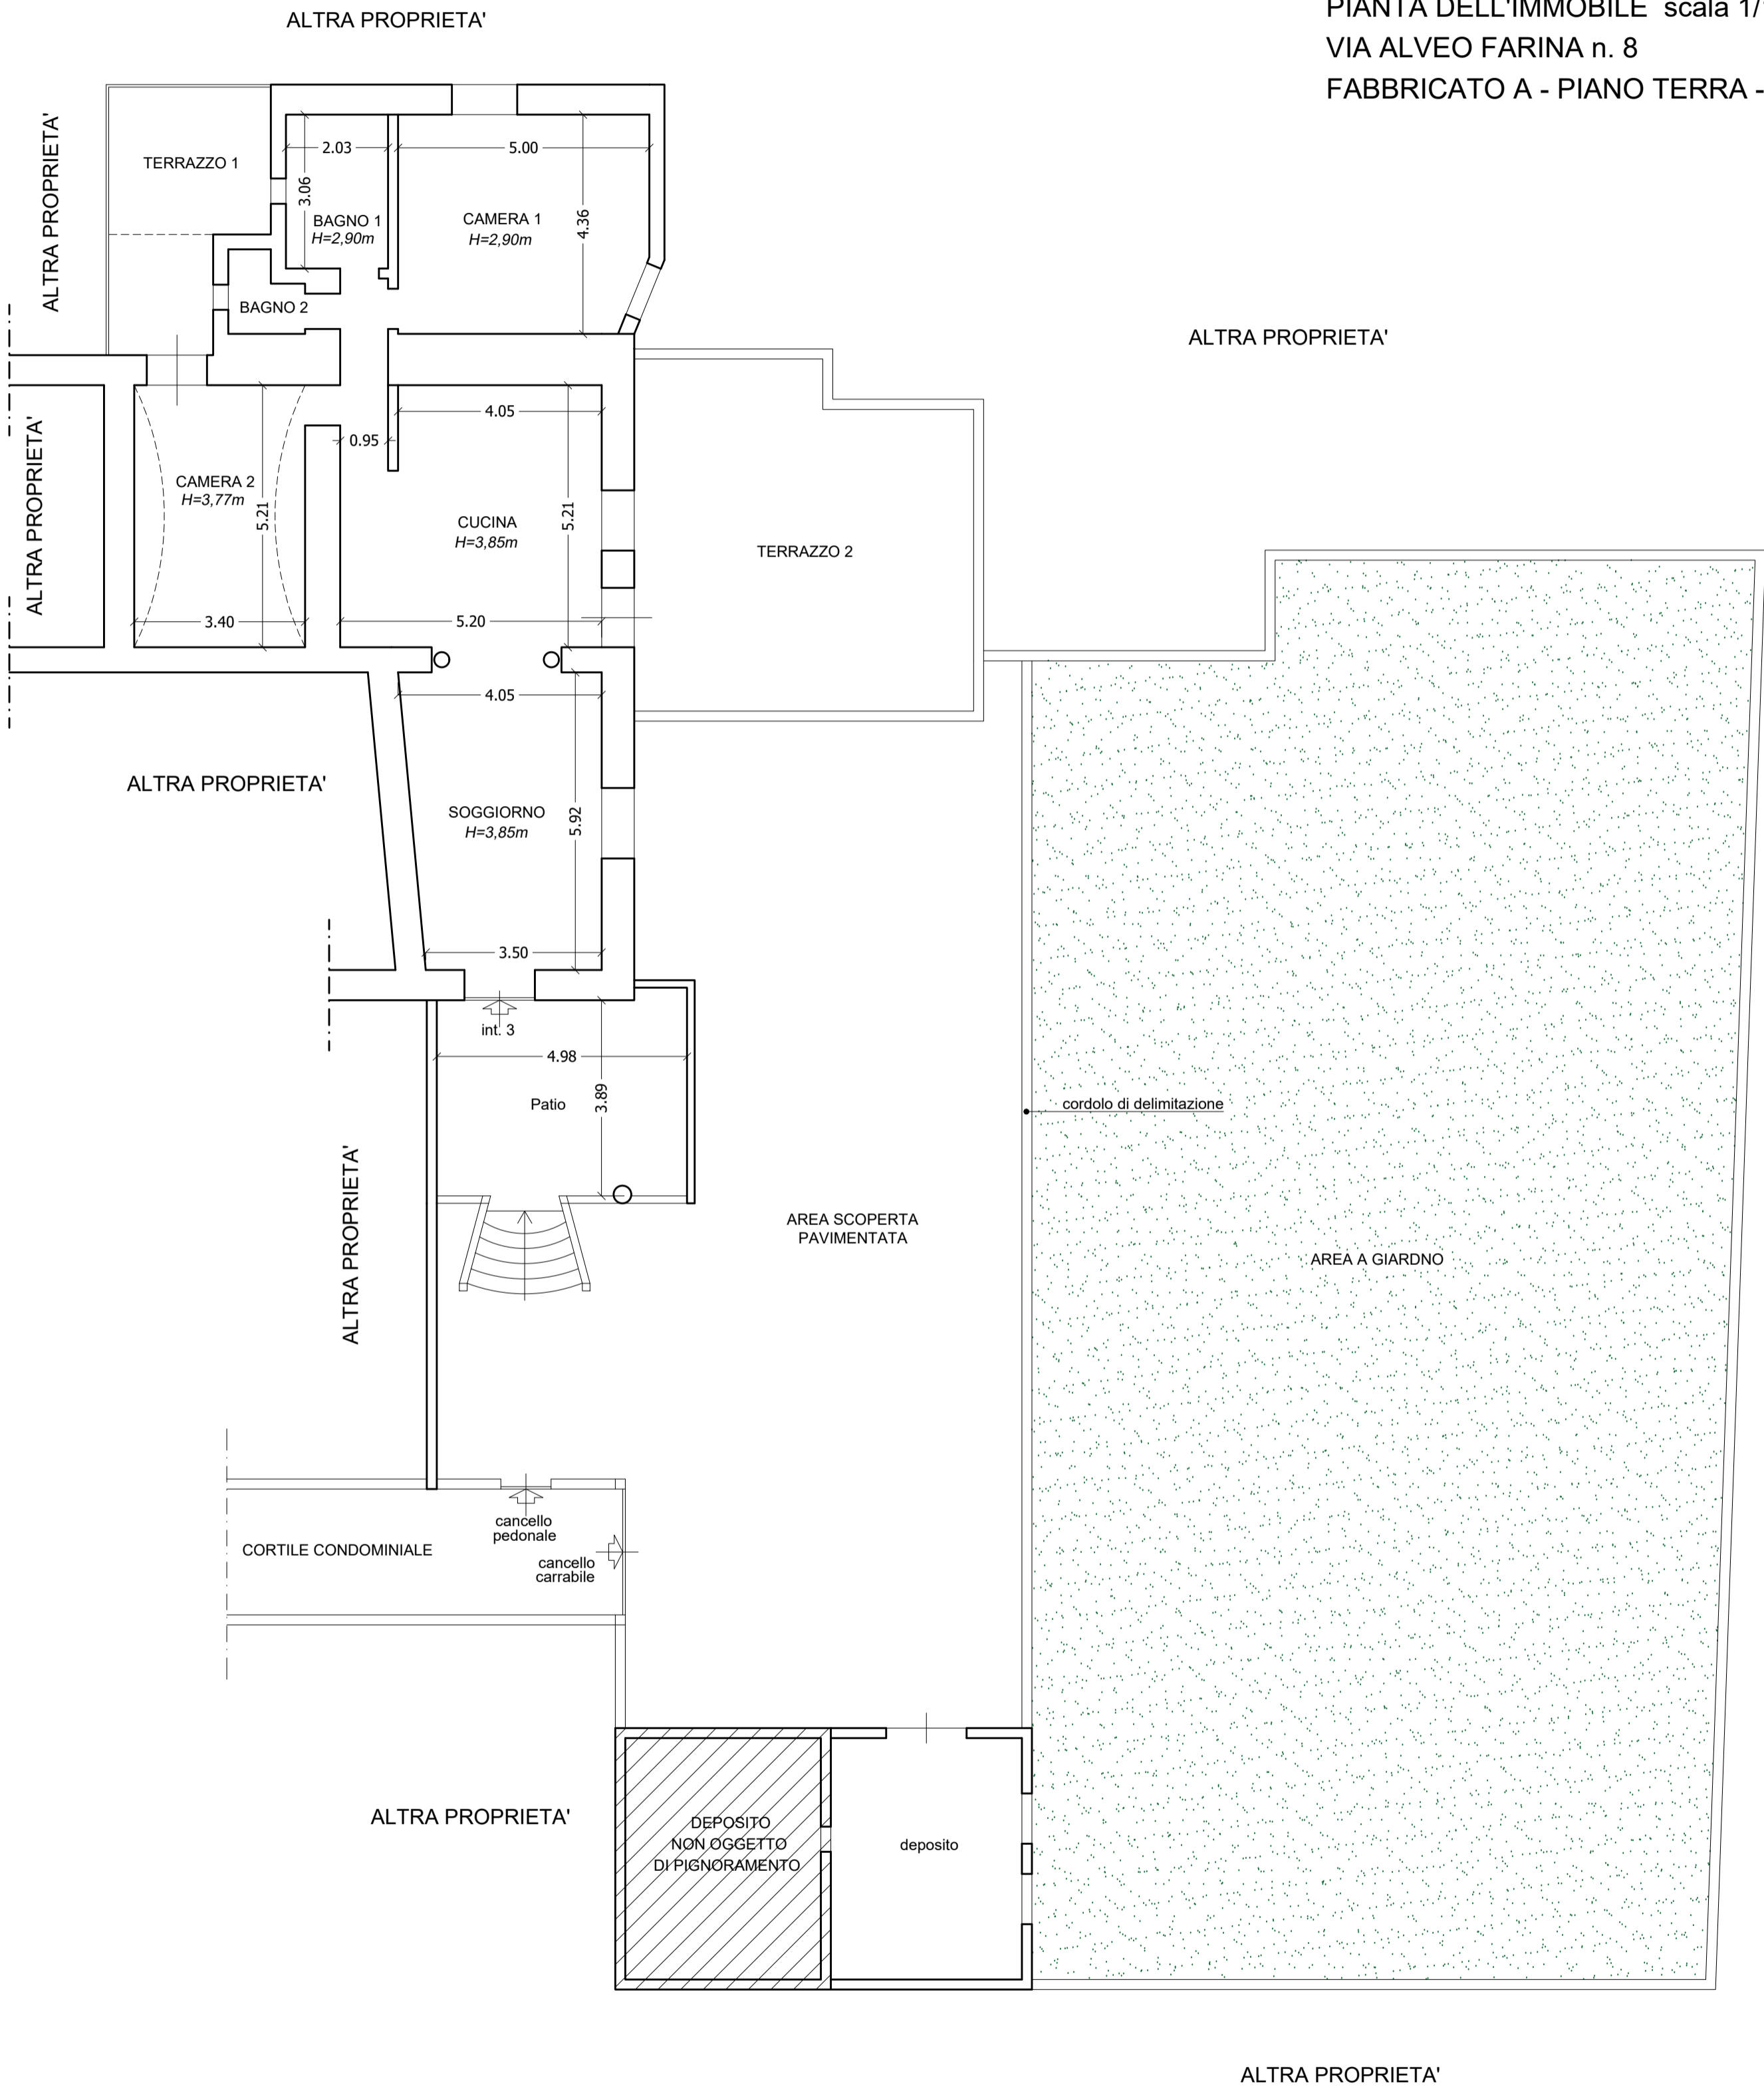 ALTRA PROPRIETA'
PIANTA DELL'IMMOBILE scala 1/
VIA ALVEO FARINA n. 8
FABBRICATO A - PIANO TERRA -
ALTRA PROPRIETA'
TERRAZZO 1
2.03
5.00
3.06
BAGNO 1
H=2,90m
CAMERA 1
H=2,90m
4.36
BAGNO 2
ALTRA PROPRIETA'
ALTRA PROPRIETA'
4.05
0.95
CAMERA 2
H=3,77m
5.21
CUCINA
H=3,85m
5.21
TERRAZZO 2
3.40
5.20
4.05
ALTRA PROPRIETA'
SOGGIORNO
H=3,85m
5.92
3.50
int. 3
4.98
Patio
3.89
cordolo di delimitazione
ALTRA PROPRIETA'
AREA SCOPERTA
PAVIMENTATA
AREA A GIARDNO
cancello
pedonale
CORTILE CONDOMINIALE
cancello
carrabile
ALTRA PROPRIETA'
DEPOSITO
NON OGGETTO
DI PIGNORAMENTO
deposito
ALTRA PROPRIETA'